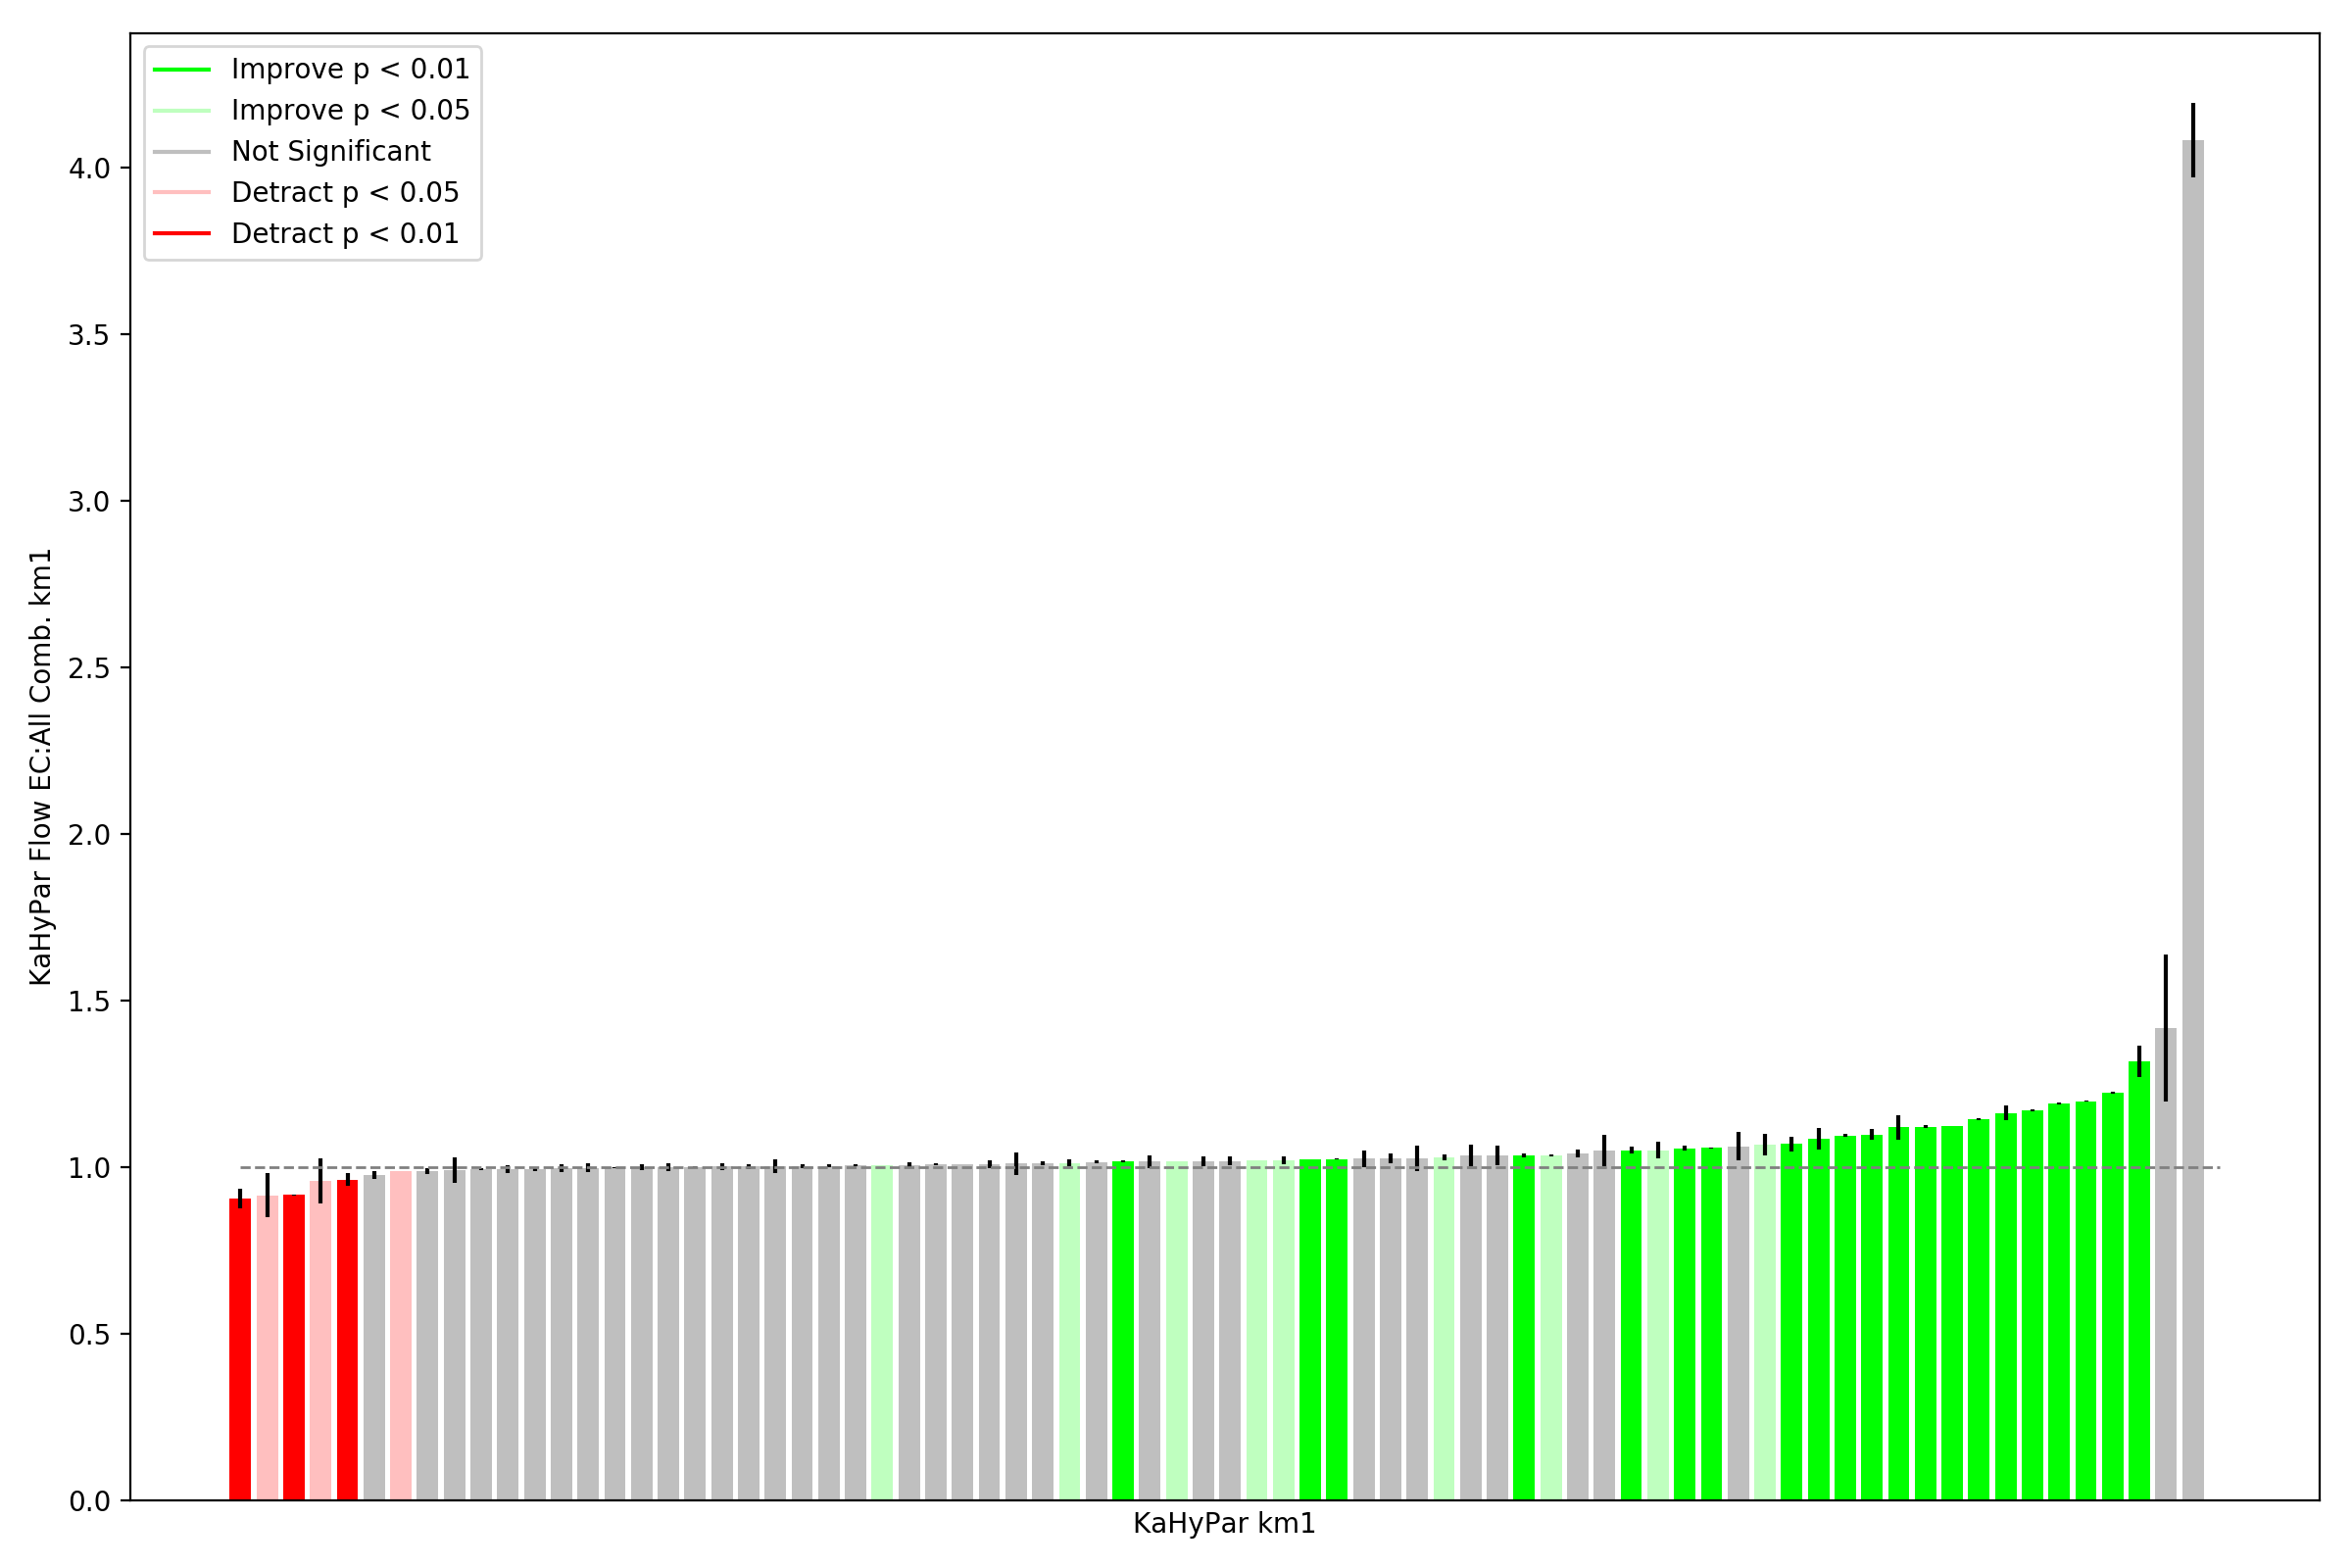 Improve p < 0.01
Improve p < 0.05
Not Significant
Detract p < 0.05
Detract p < 0.01
4.0
3.5
3.0
2.5
2.0
1.5
1.0
0.5
0.0
KaHyPar Flow EC:All Comb. km1
KaHyPar km1